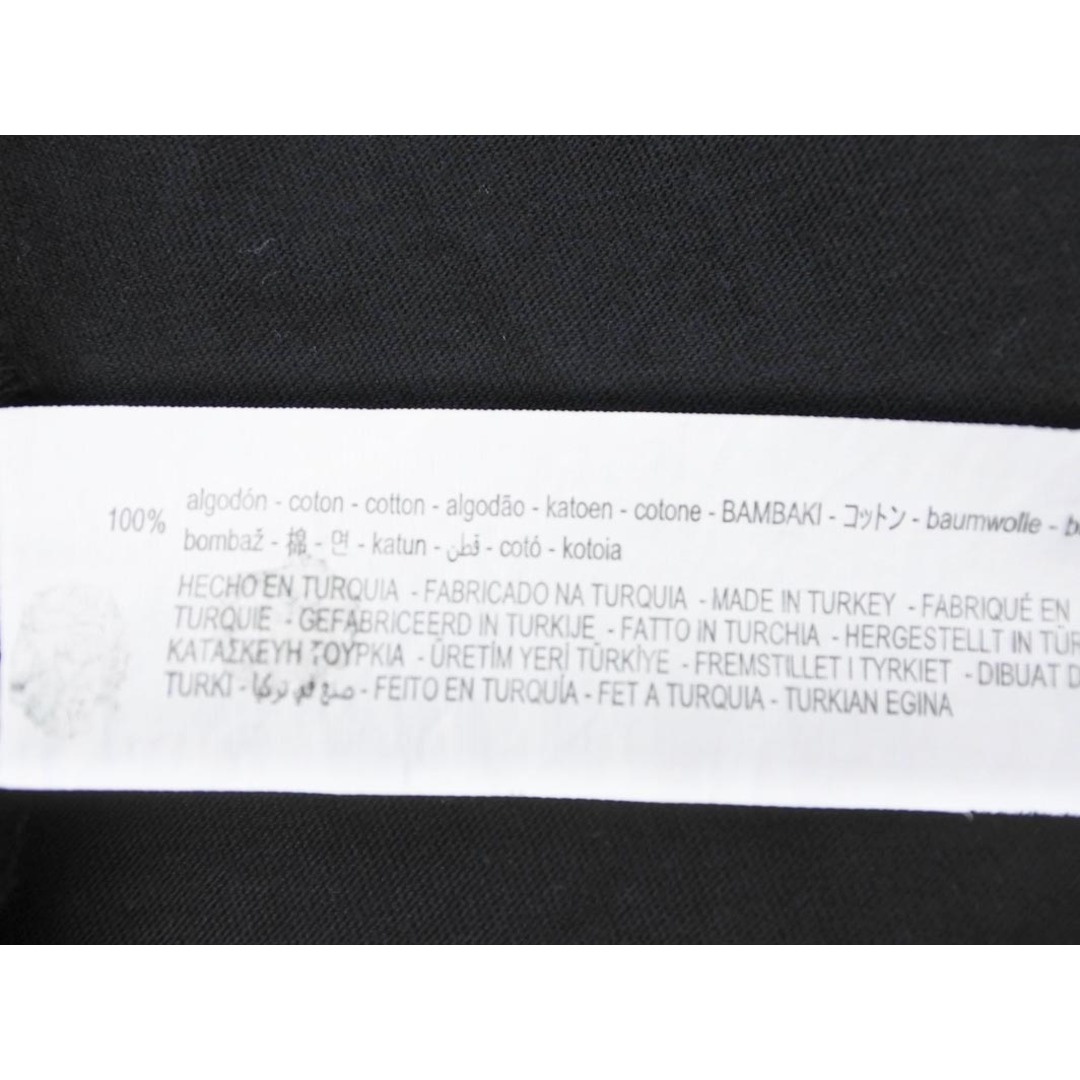 100% algodón - coton - cotton - algodão - katoen - cotone - BAMBAKI - コットン - baumwolle -
bombaž - 棉 - 면 - katun - قطن - cotó - kotoia
HECHO EN TURQUIA - FABRICADO NA TURQUIA - MADE IN TURKEY - FABRIQUÉ EN
TURQUIE - GEFABRICEERD IN TURKIJE - FATTO IN TURCHIA - HERGESTELLT IN
ΚΑΤΑΣΚΕΥΗ ΤΟΥΡΚΙΑ - ÜRETİM YERİ TÜRKİYE - FREMSTILLET I TYRKIET - DIBUAT
TURKI - صنع في تركيا - FEITO EN TURQUÍA - FET A TURQUIA - TURKIAN EGINA